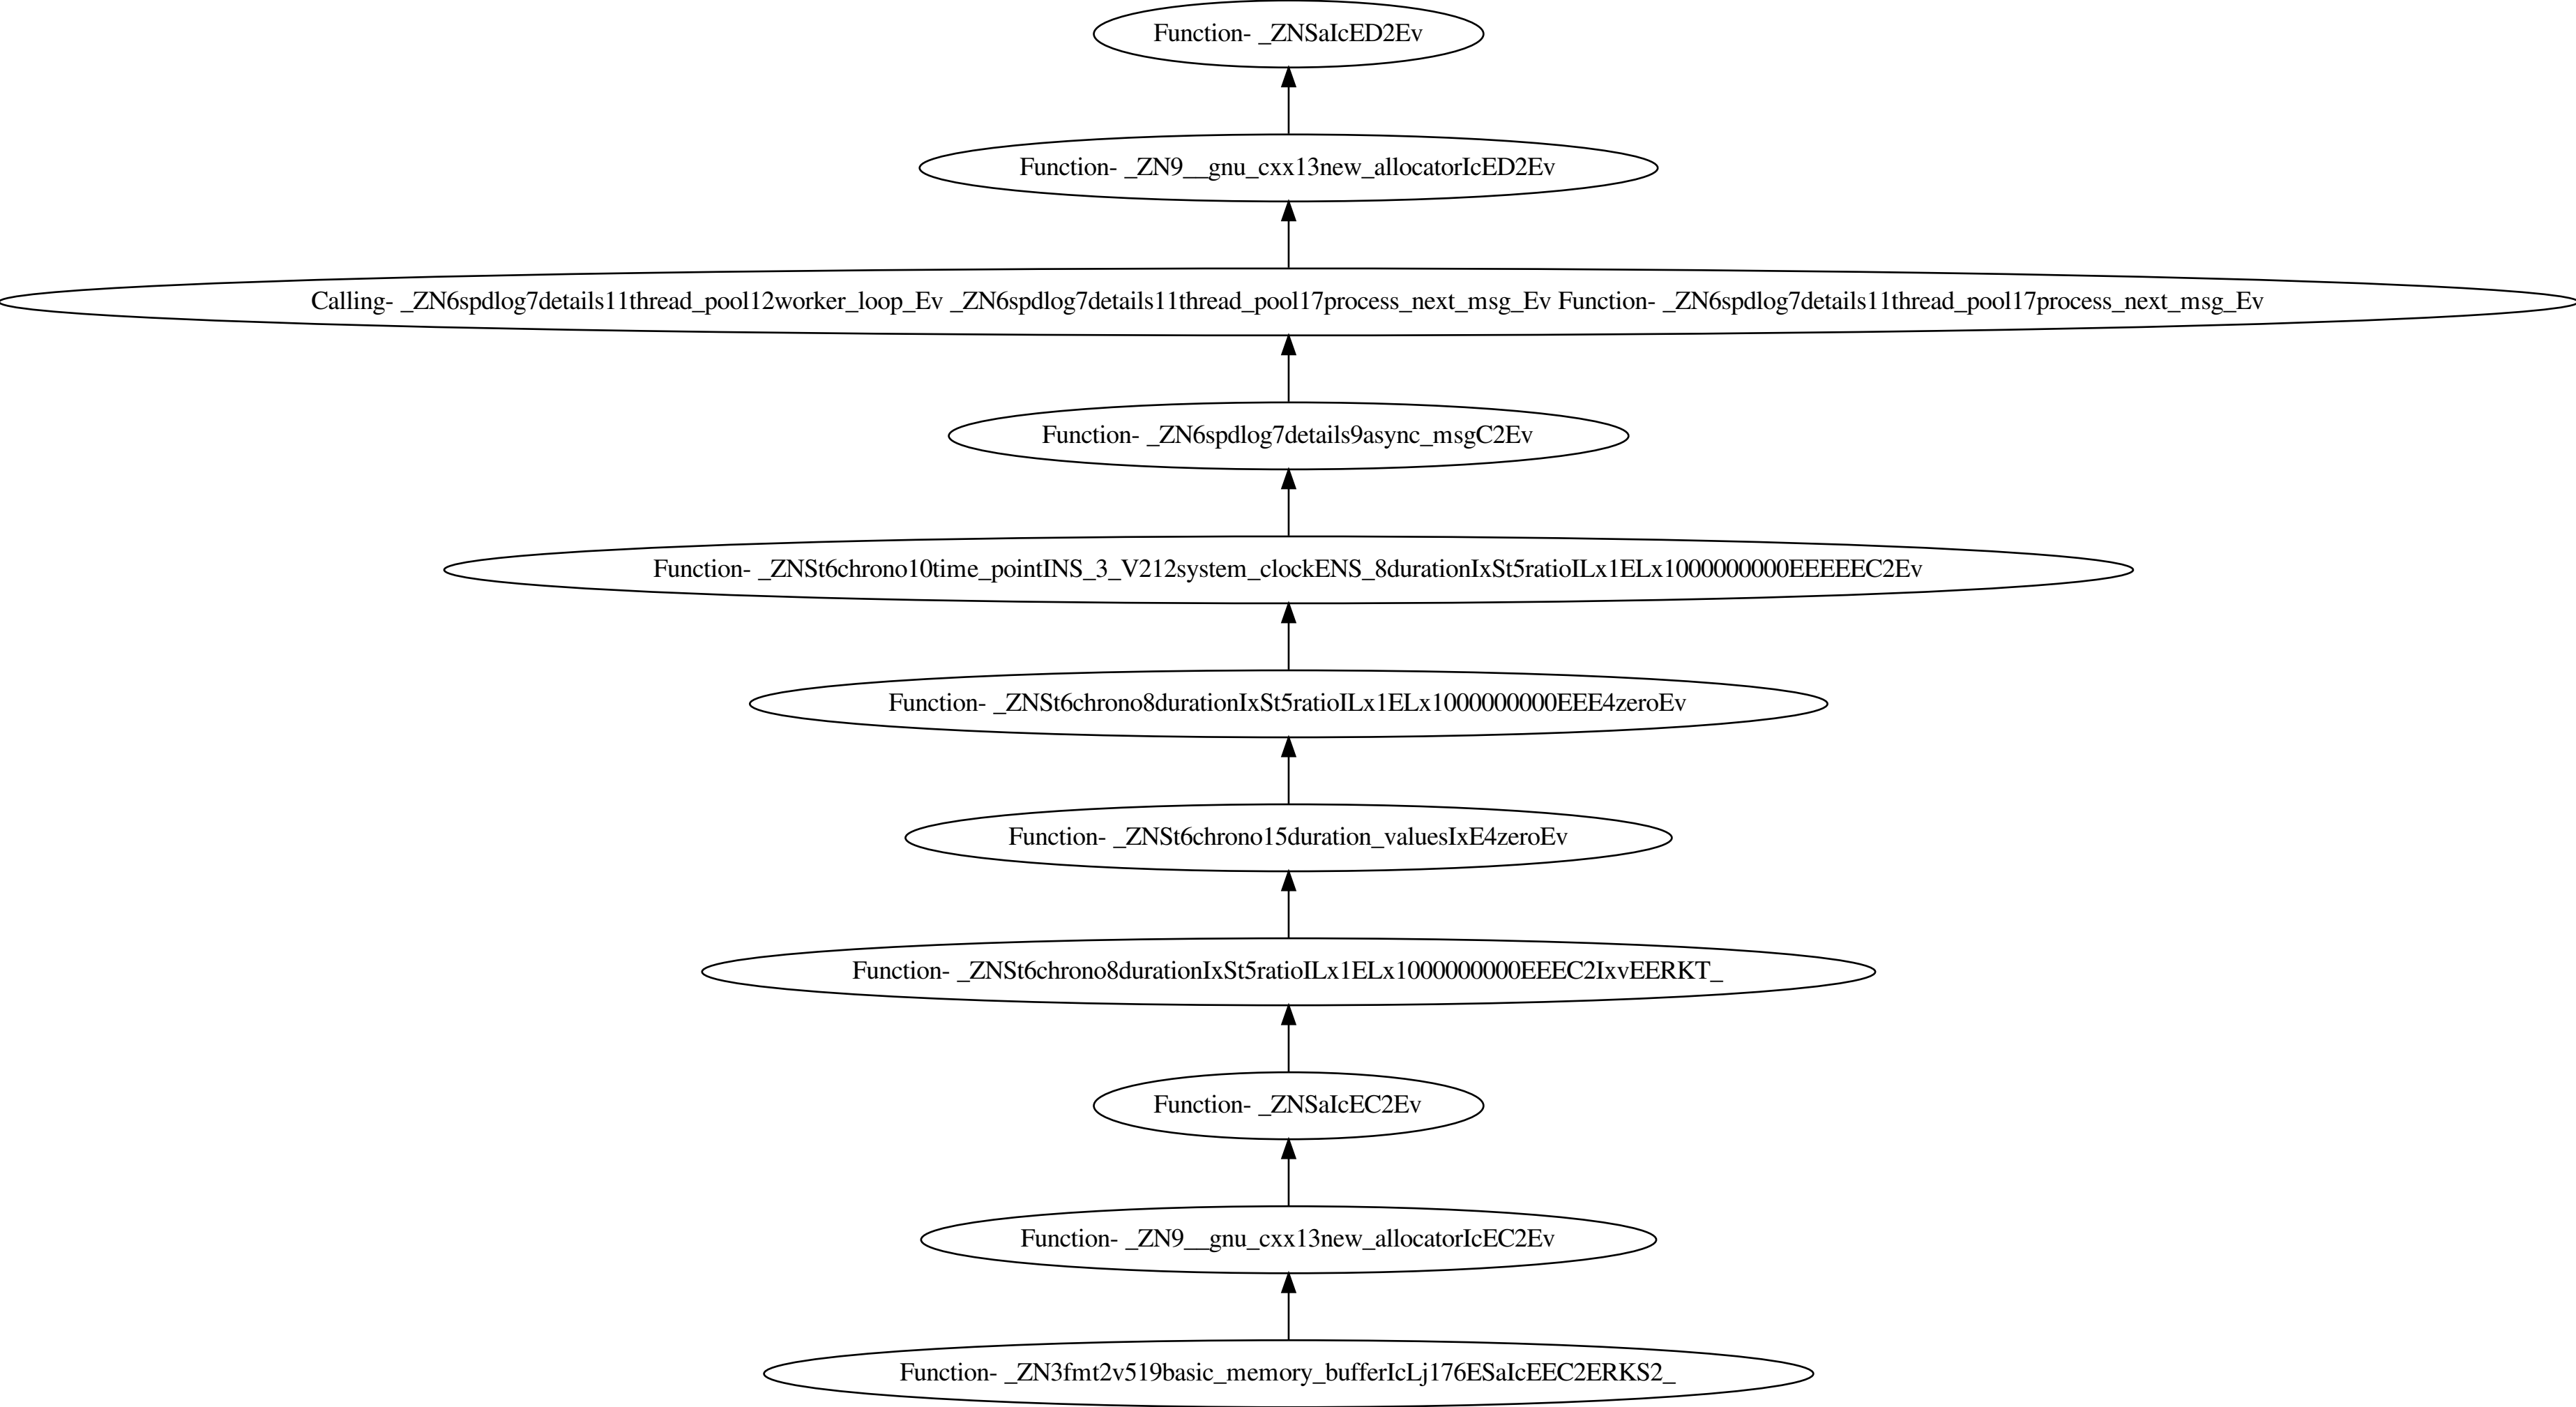 Function- _ZNSaIcED2Ev
Function- _ZN9__gnu_cxx13new_allocatorIcED2Ev
Calling- _ZN6spdlog7details11thread_pool12worker_loop_Ev _ZN6spdlog7details11thread_pool17process_next_msg_Ev Function- _ZN6spdlog7details11thread_pool17process_next_msg_Ev
Function- _ZN6spdlog7details9async_msgC2Ev
Function- _ZNSt6chrono10time_pointINS_3_V212system_clockENS_8durationIxSt5ratioILx1ELx1000000000EEEEEC2Ev
Function- _ZNSt6chrono8durationIxSt5ratioILx1ELx1000000000EEE4zeroEv
Function- _ZNSt6chrono15duration_valuesIxE4zeroEv
Function- _ZNSt6chrono8durationIxSt5ratioILx1ELx1000000000EEEC2IxvEERKT_
Function- _ZNSaIcEC2Ev
Function- _ZN9__gnu_cxx13new_allocatorIcEC2Ev
Function- _ZN3fmt2v519basic_memory_bufferIcLj176ESaIcEEC2ERKS2_